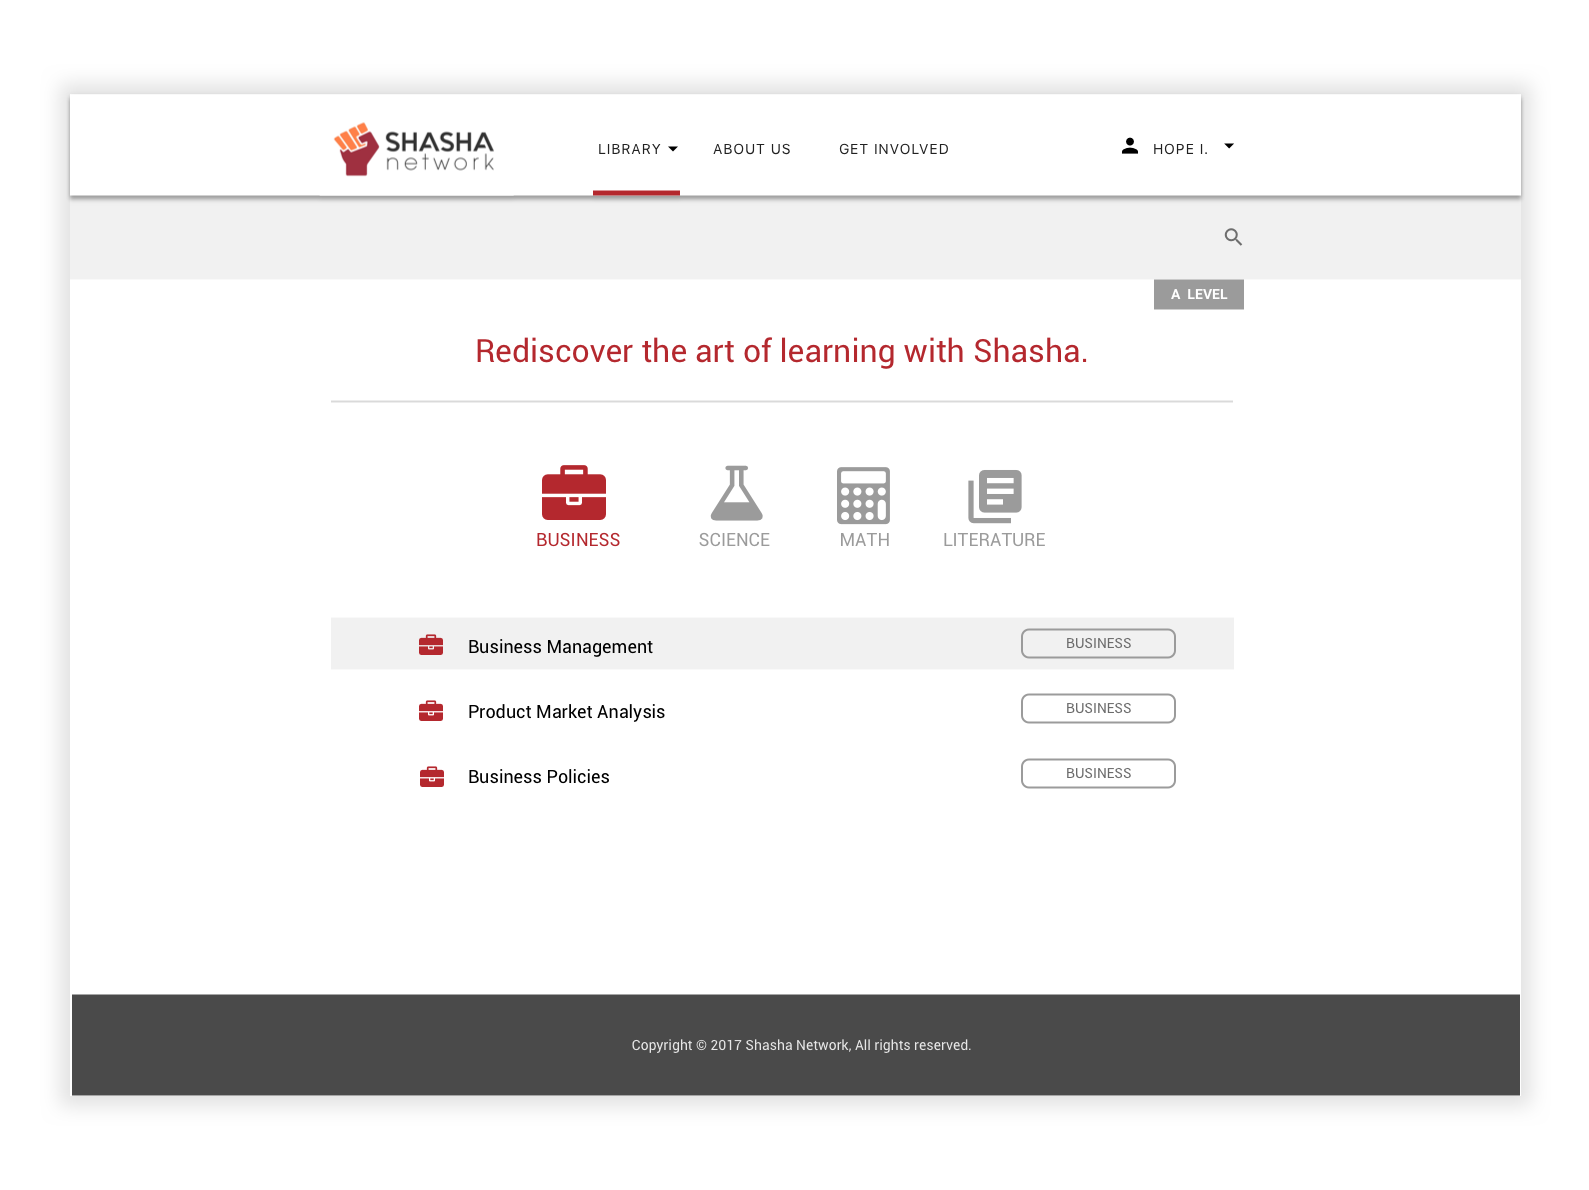 SHASHA
network
LIBRARY
ABOUT US
GET INVOLVED
HOPE I.
A LEVEL
Rediscover the art of learning with Shasha.
BUSINESS
SCIENCE
MATH
LITERATURE
Business Management
BUSINESS
Product Market Analysis
BUSINESS
Business Policies
BUSINESS
Copyright © 2017 Shasha Network, All rights reserved.